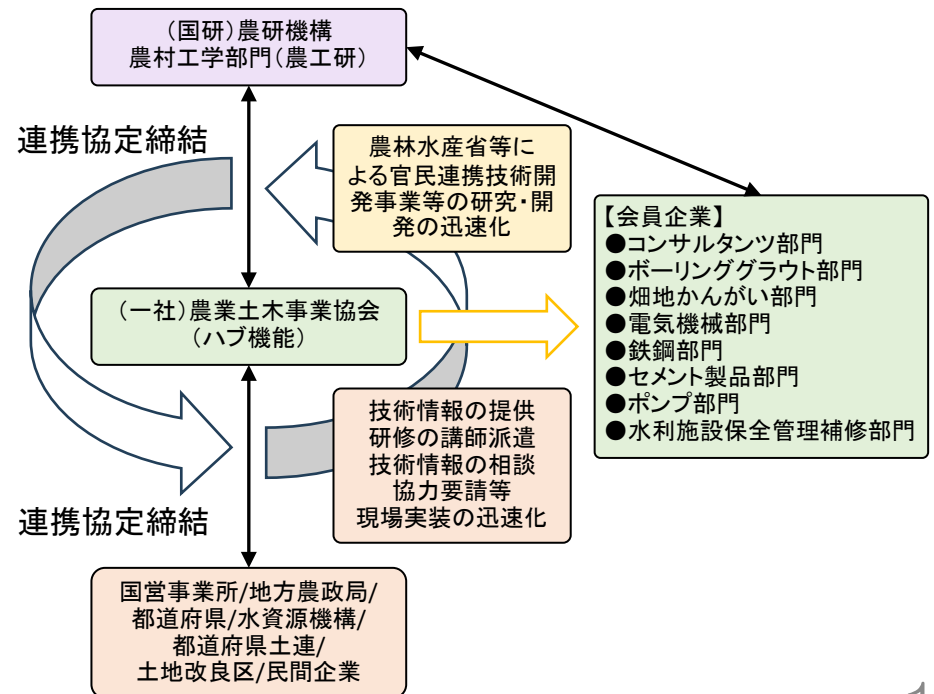 (国研)農研機構
農村工学部門(農工研)
連携協定締結
農林水産省等に
よる官民連携技術開
発事業等の研究・開
発の迅速化
【会員企業】
●コンサルタンツ部門
●ボーリンググラウト部門
●畑地かんがい部門
●電気機械部門
●鉄鋼部門
●セメント製品部門
●ポンプ部門
●水利施設保全管理補修部門
(一社)農業土木事業協会
(ハブ機能)
技術情報の提供
研修の講師派遣
技術情報の相談
協力要請等
現場実装の迅速化
連携協定締結
国営事業所/地方農政局/
都道府県/水資源機構/
都道府県土連/
土地改良区/民間企業